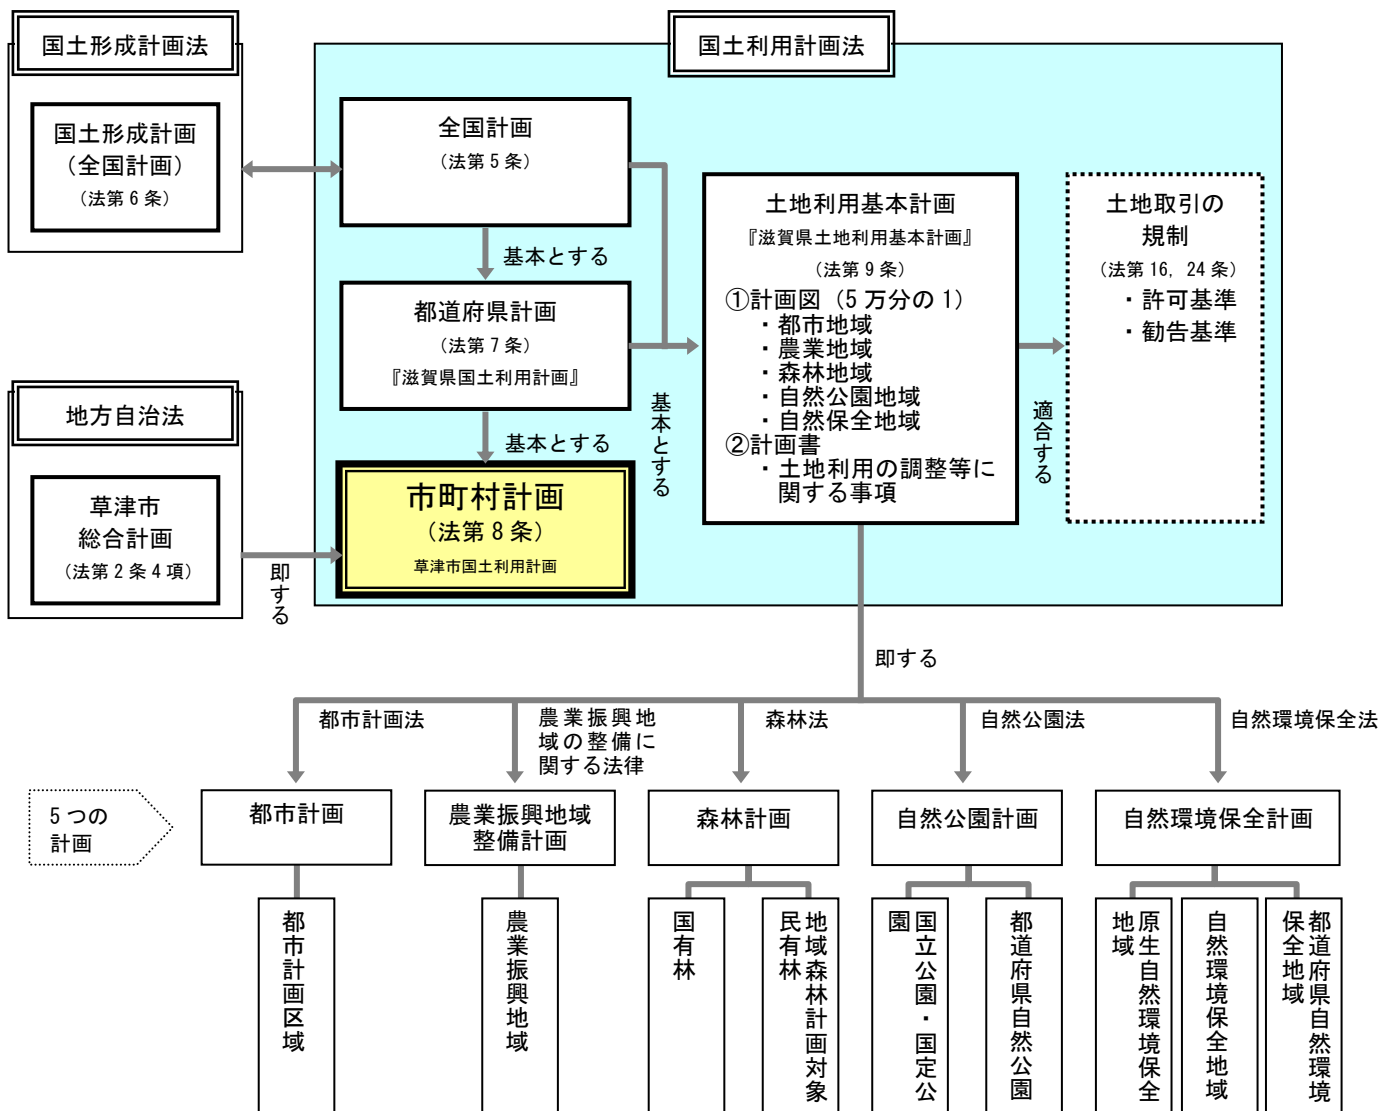 国土形成計画法
国土形成計画
(全国計画)
(法第6条)
国土利用計画法
全国計画
(法第5条)
基本とする
都道府県計画
(法第7条)
『滋賀県国土利用計画』
基本とする
市町村計画
(法第8条)
草津市国土利用計画
地方自治法
草津市
総合計画
(法第2条4項)
即する
基本とする
土地利用基本計画
『滋賀県土地利用基本計画』
(法第9条)
①計画図(5万分の1)
・都市地域
・農業地域
・森林地域
・自然公園地域
・自然保全地域
②計画書
・土地利用の調整等に
関する事項
適合する
土地取引の
規制
(法第16,24条)
・許可基準
・勧告基準
即する
都市計画法
農業振興地
域の整備に
関する法律
森林法
自然公園法
自然環境保全法
5つの
計画
都市計画
農業振興地域
整備計画
森林計画
自然公園計画
自然環境保全計画
都市計画区域
農業振興地域
国有林
地域森林計画対象
民有林
国立公園・国定公
園
都道府県自然公園
原生自然環境保全
地域
自然環境保全地域
都道府県自然環境
保全地域